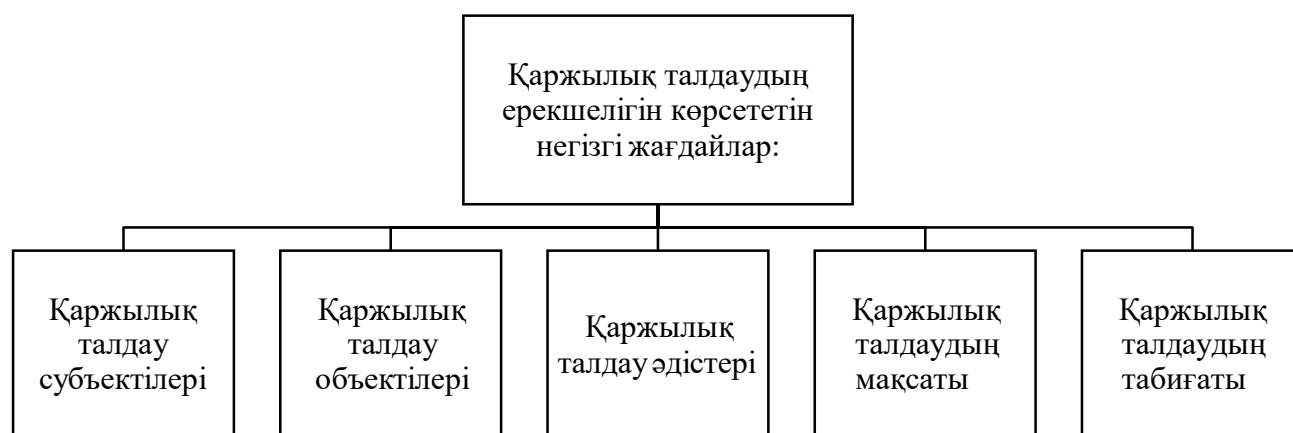 Қаржылық талдаудың
ерекшелігін көрсететін
негізгі жағдайлар:
Қаржылық
талдау
субъектілері
Қаржылық
талдау
объектілері
Қаржылық
талдау әдістері
Қаржылық
талдаудың
мақсаты
Қаржылық
талдаудың
табиғаты